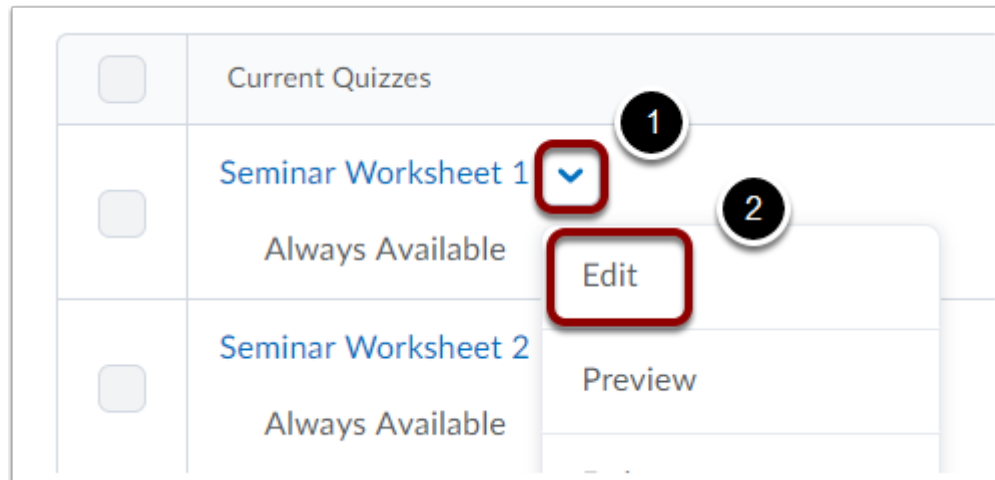 Current Quizzes
1
Seminar Worksheet 1
2
Always Available
Edit
Seminar Worksheet 2
Preview
Always Available